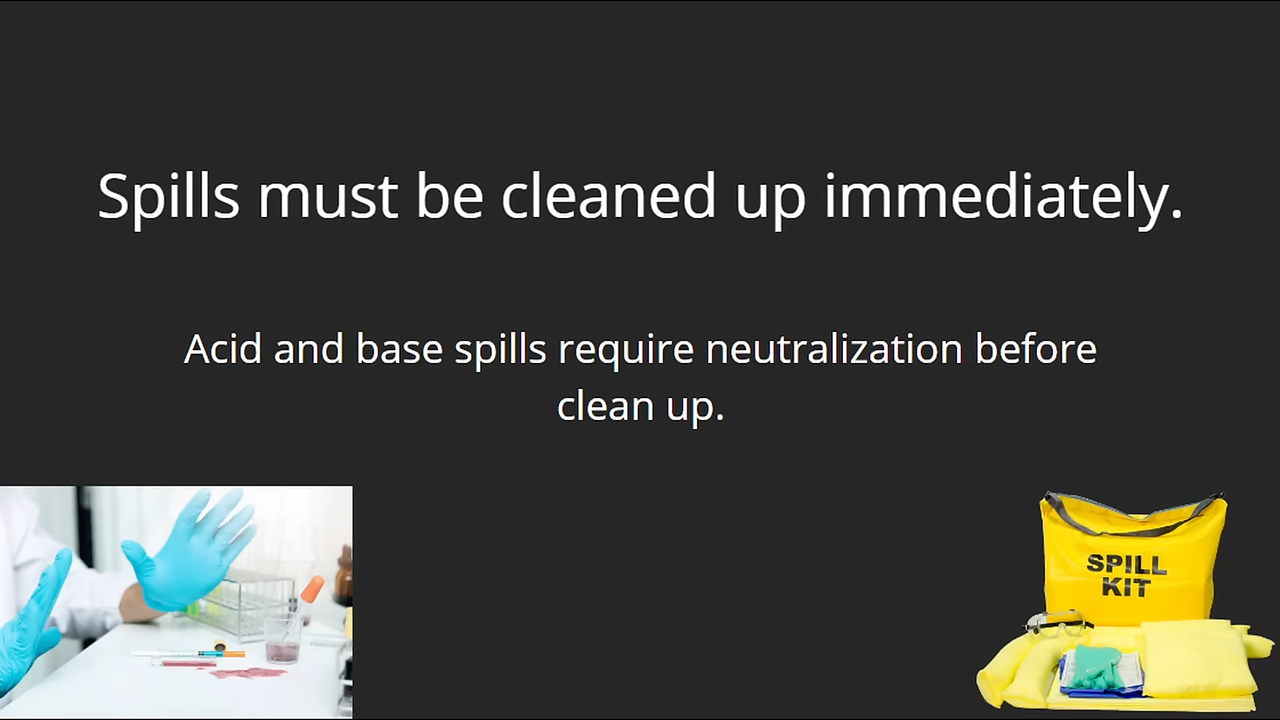 Spills must be cleaned up immediately.
Acid and base spills require neutralization before
clean up.
SPILL
KIT